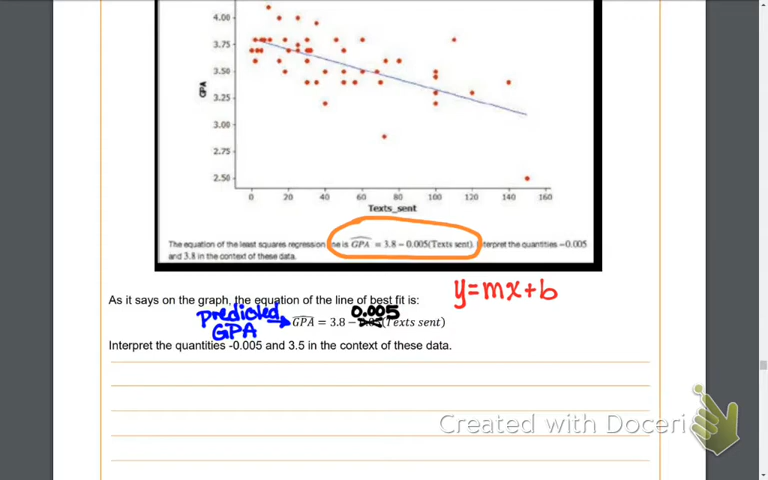 4.00
3.75
3.50
3.25
3.00
2.75
2.50
GPA
0 20 40 60 80 100 120 140 160
Texts_sent
The equation of the least squares regression line is GPA = 3.8 – 0.005(Texts sent). Interpret the quantities –0.005
and 3.8 in the context of these data.
y=mx+b
As it says on the graph, the equation of the line of best fit is:
predicted GPA
0.005
GPA = 3.8 – (Texts sent)
Interpret the quantities -0.005 and 3.5 in the context of these data.
Created with Doceri